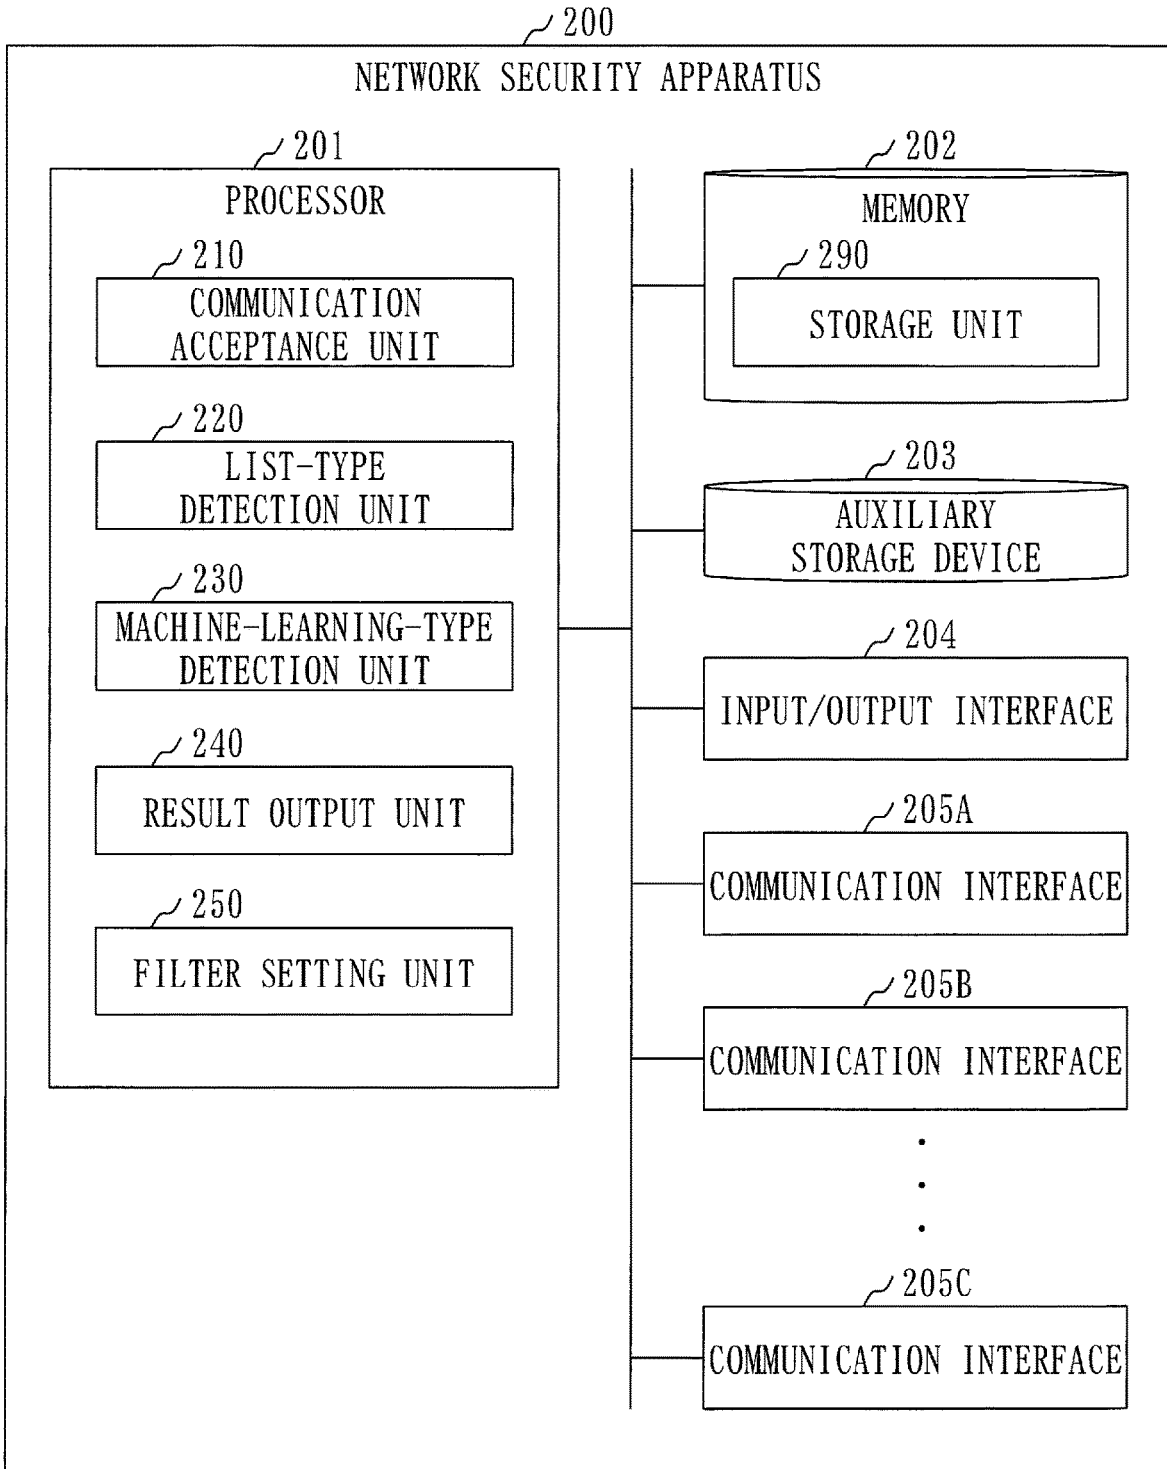 200
NETWORK SECURITY APPARATUS
201
PROCESSOR
210
COMMUNICATION
ACCEPTANCE UNIT
220
LIST-TYPE
DETECTION UNIT
230
MACHINE-LEARNING-TYPE
DETECTION UNIT
240
RESULT OUTPUT UNIT
250
FILTER SETTING UNIT
202
MEMORY
290
STORAGE UNIT
203
AUXILIARY
STORAGE DEVICE
204
INPUT/OUTPUT INTERFACE
205A
COMMUNICATION INTERFACE
205B
COMMUNICATION INTERFACE
205C
COMMUNICATION INTERFACE